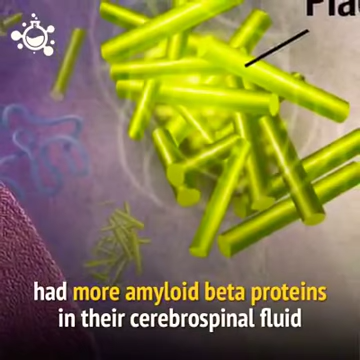 had more amyloid beta proteins
in their cerebrospinal fluid